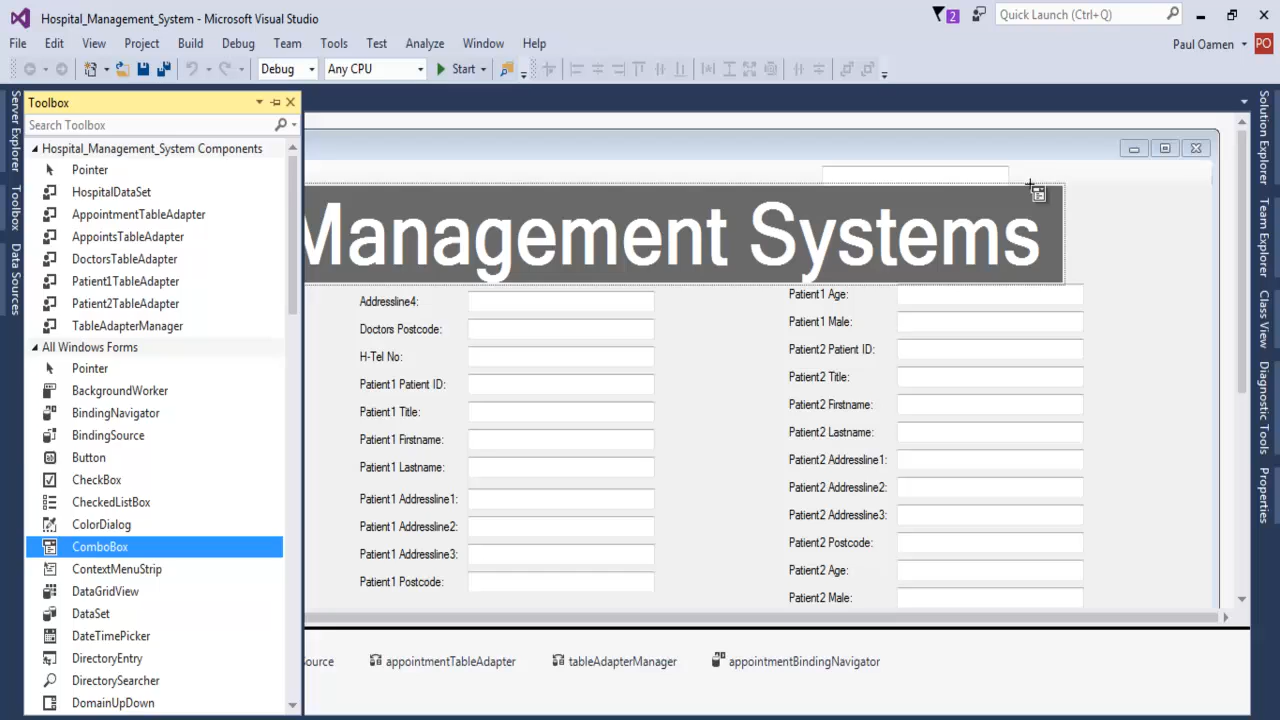 Hospital_Management_System - Microsoft Visual Studio
2
Quick Launch (Ctrl+Q)
File Edit View Project Build Debug Team Tools Test Analyze Window Help
Paul Oamen PO
Debug Any CPU Start
Server Explorer
Toolbox
Data Sources
Toolbox
Search Toolbox
Hospital_Management_System Components
Pointer
HospitalDataSet
AppointmentTableAdapter
AppointsTableAdapter
DoctorsTableAdapter
Patient1TableAdapter
Patient2TableAdapter
TableAdapterManager
All Windows Forms
Pointer
BackgroundWorker
BindingNavigator
BindingSource
Button
CheckBox
CheckedListBox
ColorDialog
ComboBox
ContextMenuStrip
DataGridView
DataSet
DateTimePicker
DirectoryEntry
DirectorySearcher
DomainUpDown
Management Systems
Addressline4:
Doctors Postcode:
H-Tel No:
Patient1 Patient ID:
Patient1 Title:
Patient1 Firstname:
Patient1 Lastname:
Patient1 Addressline1:
Patient1 Addressline2:
Patient1 Addressline3:
Patient1 Postcode:
Patient1 Age:
Patient1 Male:
Patient2 Patient ID:
Patient2 Title:
Patient2 Firstname:
Patient2 Lastname:
Patient2 Addressline1:
Patient2 Addressline2:
Patient2 Addressline3:
Patient2 Postcode:
Patient2 Age:
Patient2 Male:
ource appointmentTableAdapter tableAdapterManager appointmentBindingNavigator
Solution Explorer
Team Explorer
Class View
Diagnostic Tools
Properties